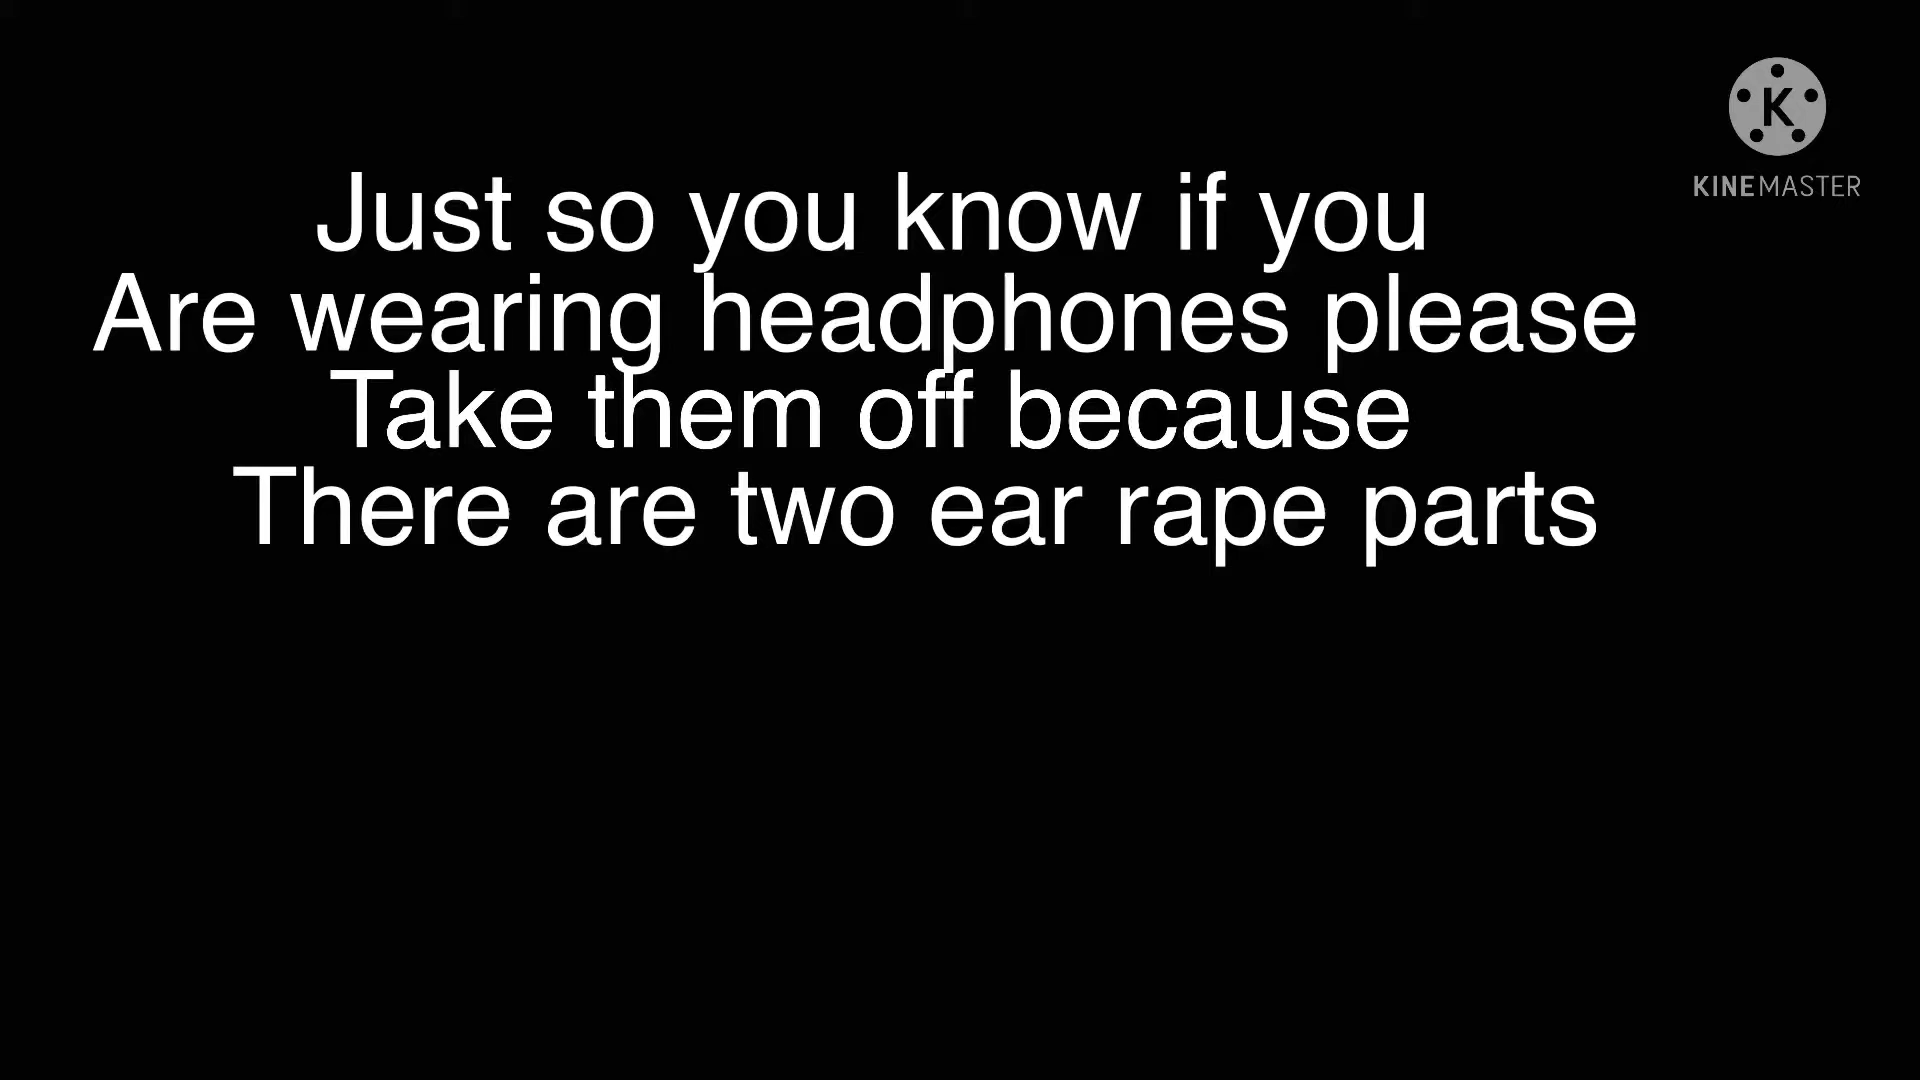 K
KINEMASTER
Just so you know if you
Are wearing headphones please
Take them off because
There are two ear rape parts